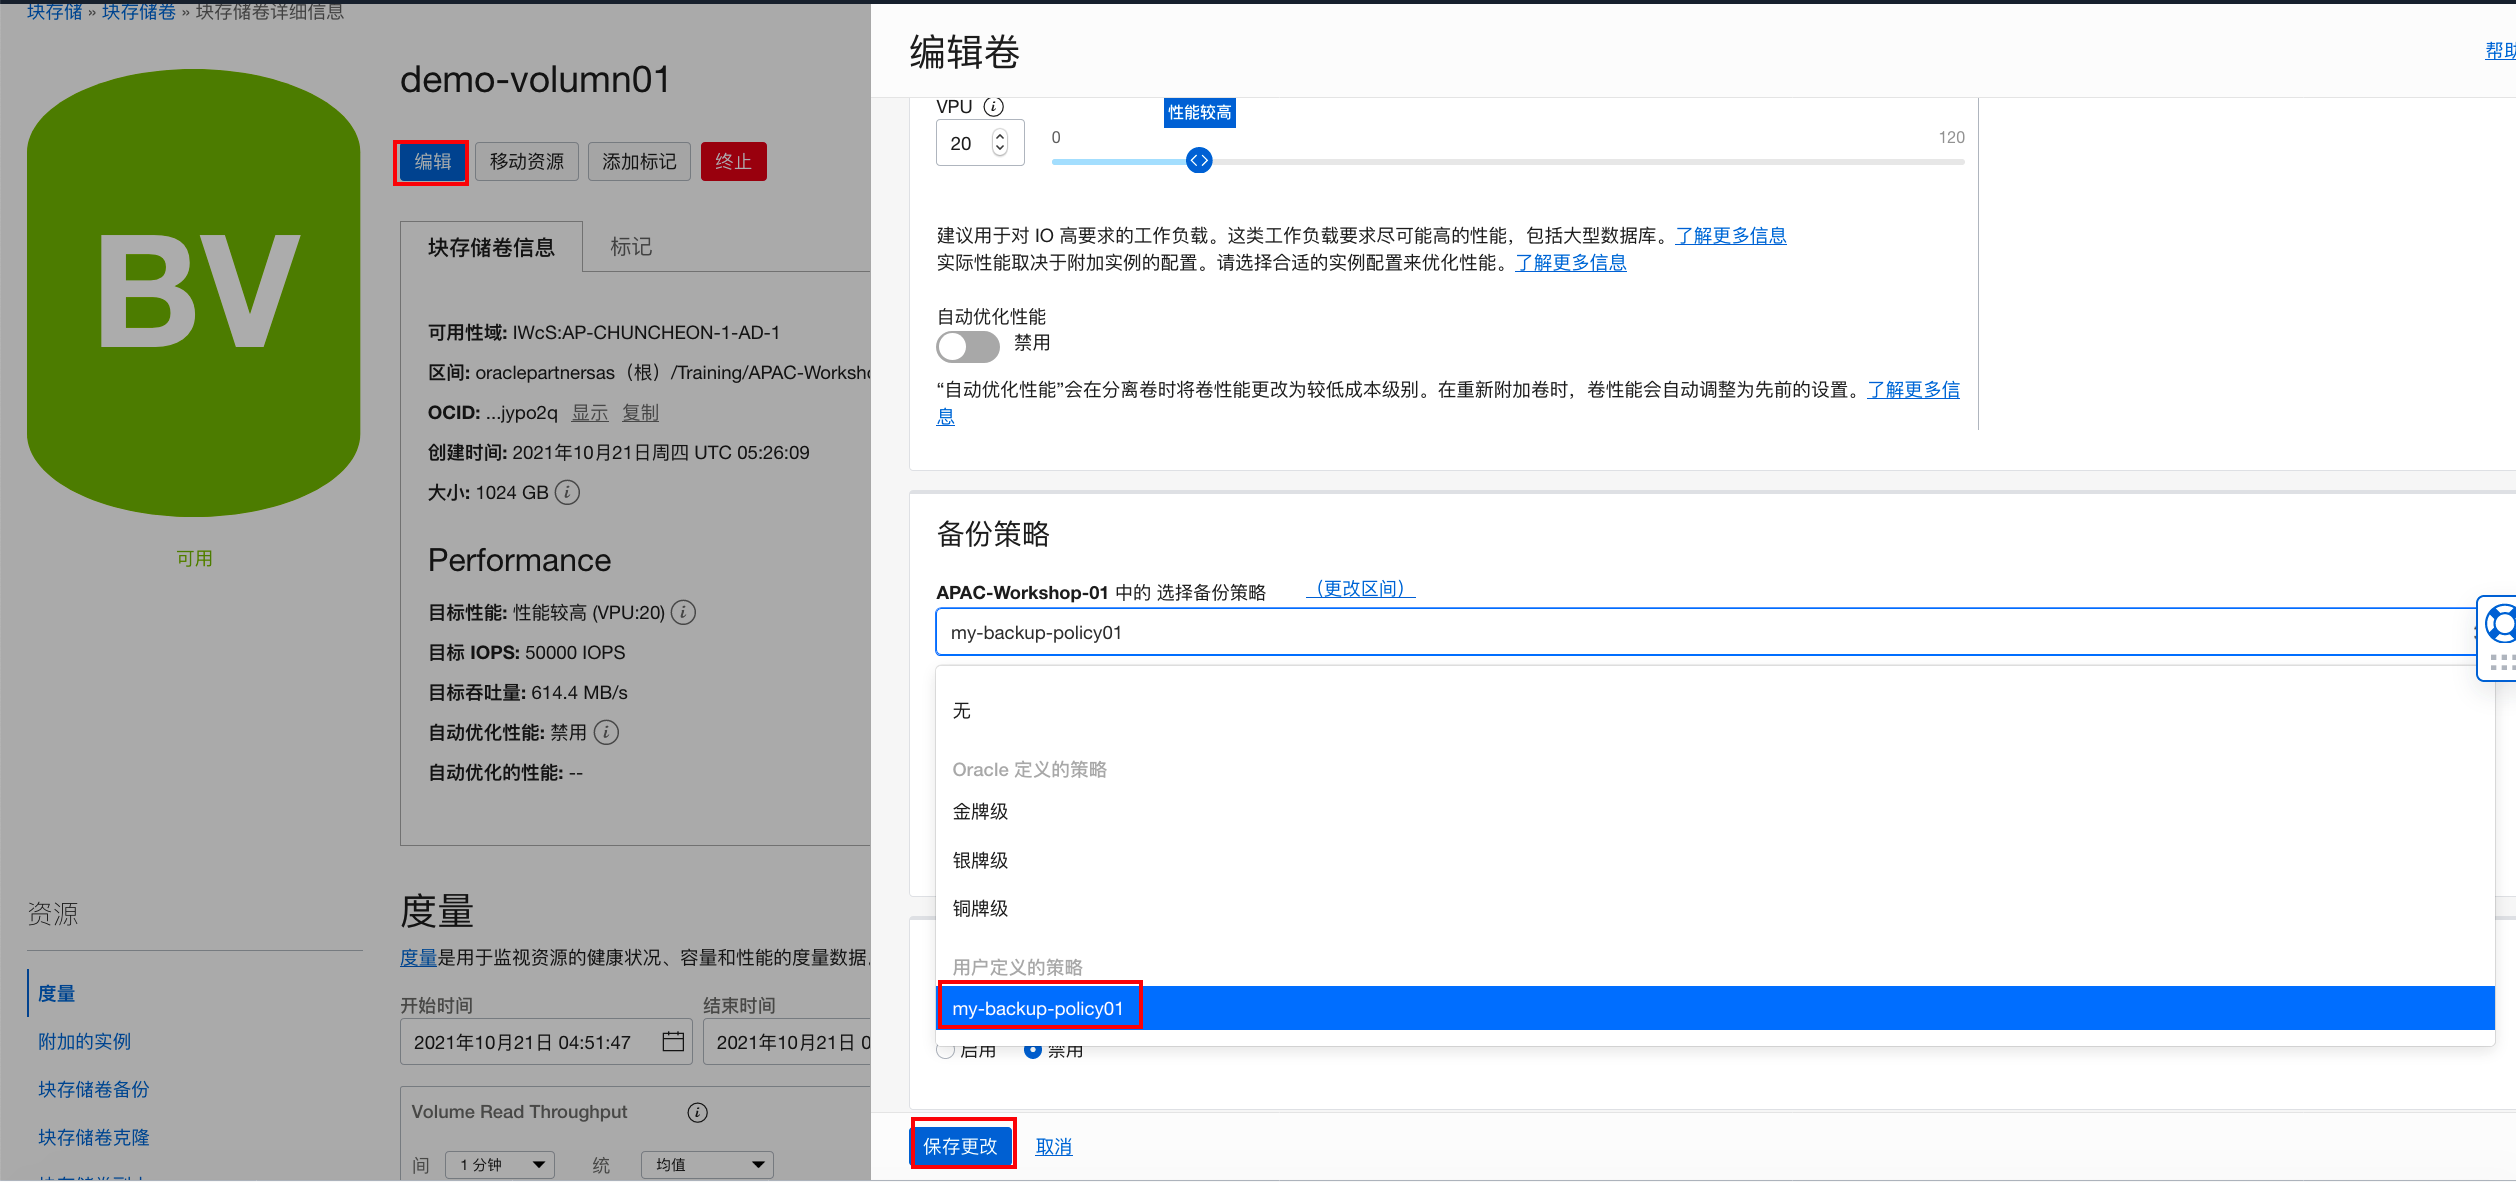 块存储 » 块存储卷 » 块存储卷详细信息
BV
可用
demo-volumn01
编辑
移动资源
添加标记
终止
块存储卷信息
标记
可用性域: IWcS:AP-CHUNCHEON-1-AD-1
区间: oraclepartnersas（根）/Training/APAC-Worksh
OCID: ...jypo2q 显示 复制
创建时间: 2021年10月21日周四 UTC 05:26:09
大小: 1024 GB
Performance
目标性能: 性能较高 (VPU:20)
目标 IOPS: 50000 IOPS
目标吞吐量: 614.4 MB/s
自动优化性能: 禁用
自动优化的性能: --
资源
度量
附加的实例
块存储卷备份
块存储卷克隆
度量
度量是用于监视资源的健康状况、容量和性能的度量数据
开始时间
结束时间
2021年10月21日 04:51:47
2021年10月21日 0
Volume Read Throughput
间
1 分钟
统
均值
编辑卷
帮助
VPU
20
性能较高
0
120
建议用于对 IO 高要求的工作负载。这类工作负载要求尽可能高的性能，包括大型数据库。了解更多信息
实际性能取决于附加实例的配置。请选择合适的实例配置来优化性能。了解更多信息
自动优化性能
禁用
“自动优化性能”会在分离卷时将卷性能更改为较低成本级别。在重新附加卷时，卷性能会自动调整为先前的设置。了解更多信
息
备份策略
APAC-Workshop-01 中的 选择备份策略
（更改区间）
my-backup-policy01
无
Oracle 定义的策略
金牌级
银牌级
铜牌级
用户定义的策略
my-backup-policy01
启用
禁用
保存更改
取消